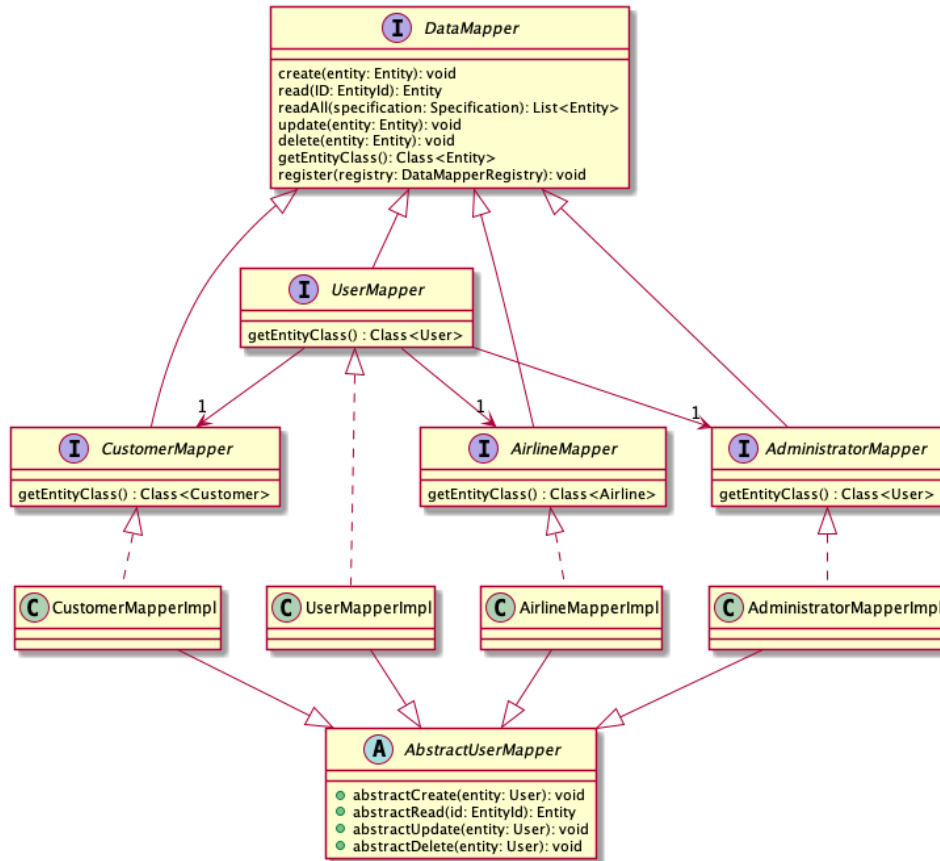 I DataMapper
create(entity: Entity): void
read(ID: EntityId): Entity
readAll(specification: Specification): List<Entity>
update(entity: Entity): void
delete(entity: Entity): void
getEntityClass(): Class<Entity>
register(registry: DataMapperRegistry): void
I UserMapper
getEntityClass() : Class<User>
1
1
1
I CustomerMapper
getEntityClass() : Class<Customer>
I AirlineMapper
getEntityClass() : Class<Airline>
I AdministratorMapper
getEntityClass() : Class<User>
C CustomerMapperImpl
C UserMapperImpl
C AirlineMapperImpl
C AdministratorMapperImpl
A AbstractUserMapper
abstractCreate(entity: User): void
abstractRead(id: EntityId): Entity
abstractUpdate(entity: User): void
abstractDelete(entity: User): void